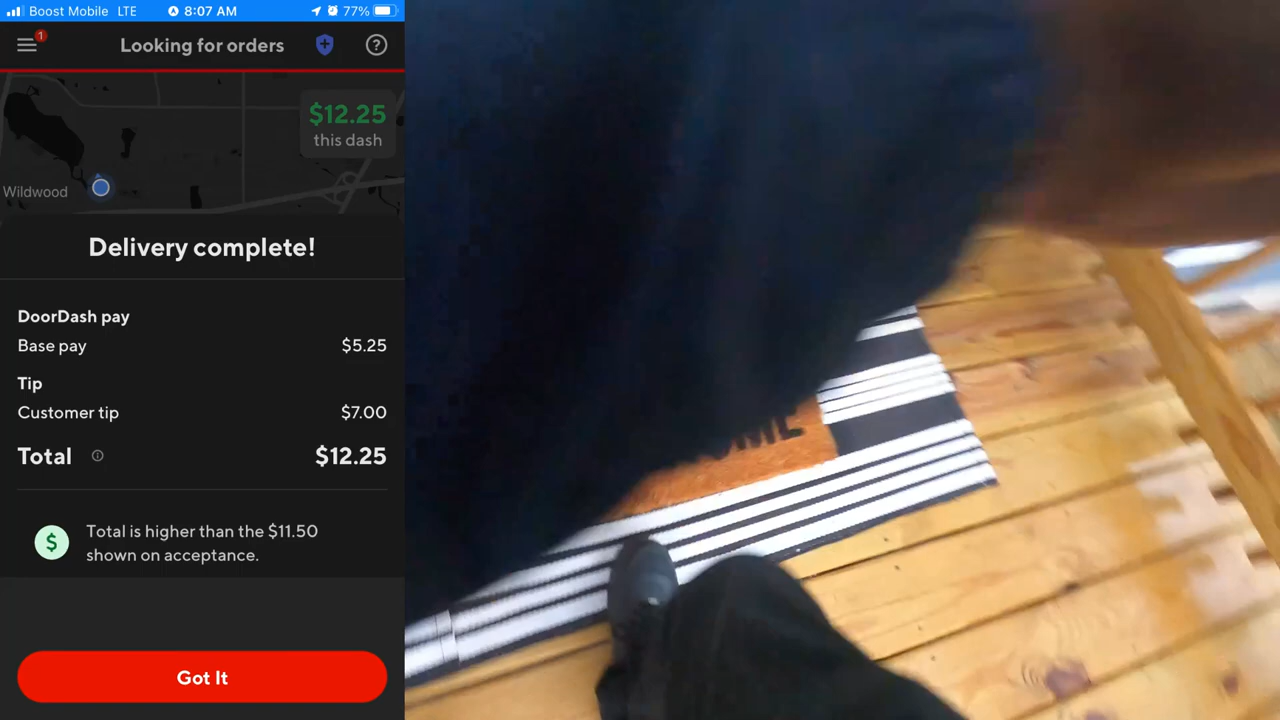 Boost Mobile LTE 8:07 AM 77%
1
Looking for orders
$12.25
this dash
Wildwood
Delivery complete!
DoorDash pay
Base pay $5.25
Tip
Customer tip $7.00
Total $12.25
Total is higher than the $11.50
shown on acceptance.
Got It